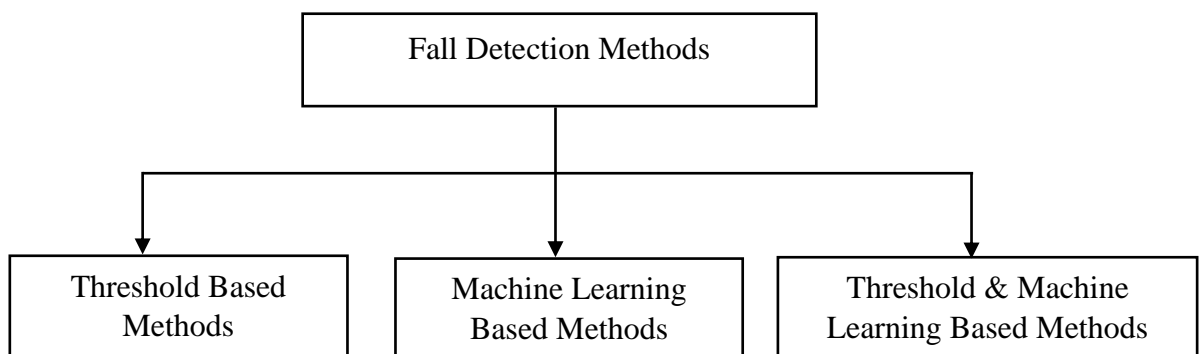 Fall Detection Methods
Threshold Based
Methods
Machine Learning
Based Methods
Threshold & Machine
Learning Based Methods